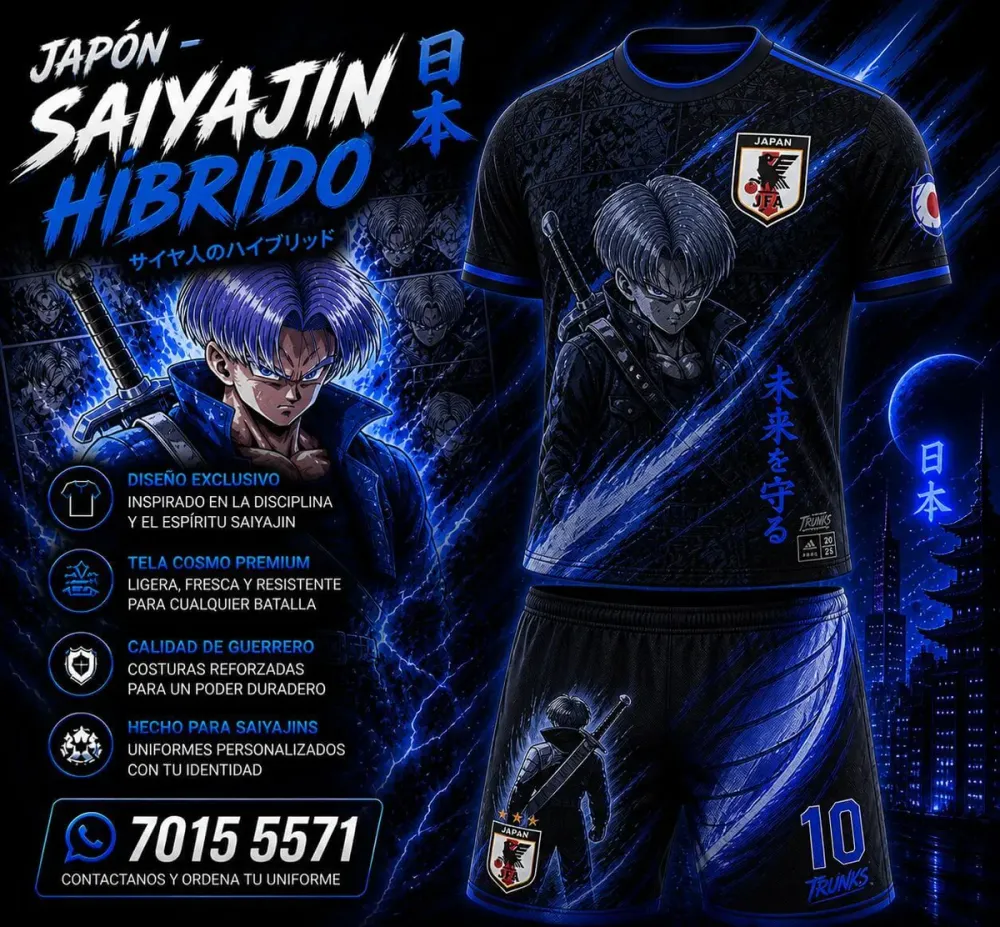 JAPÓN -
SAIYAJIN
HÍBRIDO
日本
サイヤ人のハイブリッド
DISEÑO EXCLUSIVO
INSPIRADO EN LA DISCIPLINA
Y EL ESPÍRITU SAIYAJIN
TELA COSMO PREMIUM
LIGERA, FRESCA Y RESISTENTE
PARA CUALQUIER BATALLA
CALIDAD DE GUERRERO
COSTURAS REFORZADAS
PARA UN PODER DURADERO
HECHO PARA SAIYAJINS
UNIFORMES PERSONALIZADOS
CON TU IDENTIDAD
7015 5571
CONTACTANOS Y ORDENA TU UNIFORME
JAPAN
JFA
未来を守る
TRUNKS
20
25
日本
JAPAN
JFA
10
TRUNKS